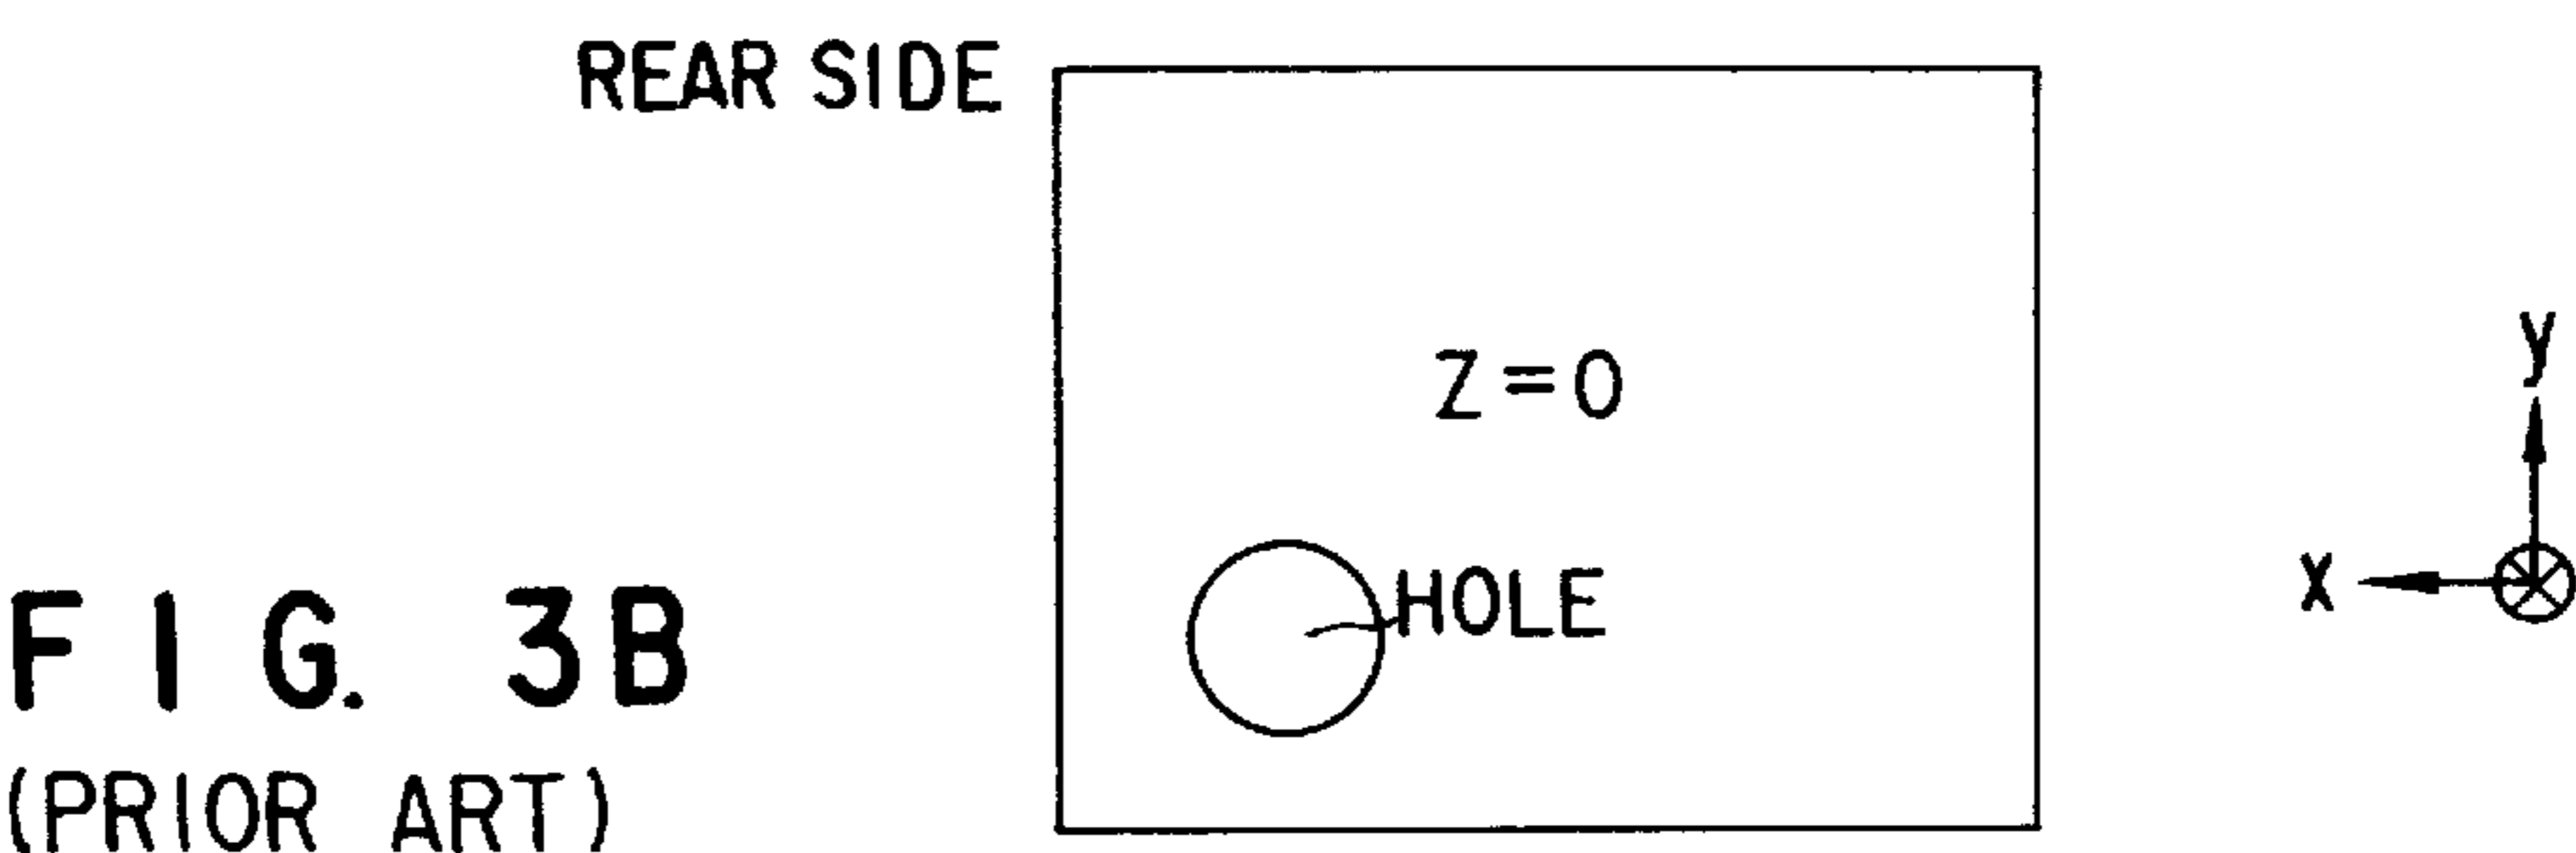 REAR SIDE
Z=0
y
HOLE
x
FIG. 3B
(PRIOR ART)